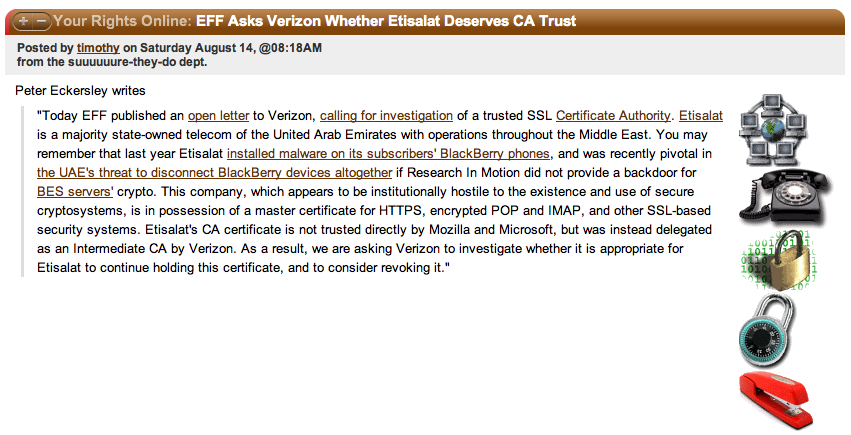 Your Rights Online: EFF Asks Verizon Whether Etisalat Deserves CA Trust
Posted by timothy on Saturday August 14, @08:18AM
from the suuuuuure-they-do dept.
Peter Eckersley writes
"Today EFF published an open letter to Verizon, calling for investigation of a trusted SSL Certificate Authority. Etisalat
is a majority state-owned telecom of the United Arab Emirates with operations throughout the Middle East. You may
remember that last year Etisalat installed malware on its subscribers' BlackBerry phones, and was recently pivotal in
the UAE's threat to disconnect BlackBerry devices altogether if Research In Motion did not provide a backdoor for
BES servers' crypto. This company, which appears to be institutionally hostile to the existence and use of secure
cryptosystems, is in possession of a master certificate for HTTPS, encrypted POP and IMAP, and other SSL-based
security systems. Etisalat's CA certificate is not trusted directly by Mozilla and Microsoft, but was instead delegated
as an Intermediate CA by Verizon. As a result, we are asking Verizon to investigate whether it is appropriate for
Etisalat to continue holding this certificate, and to consider revoking it."